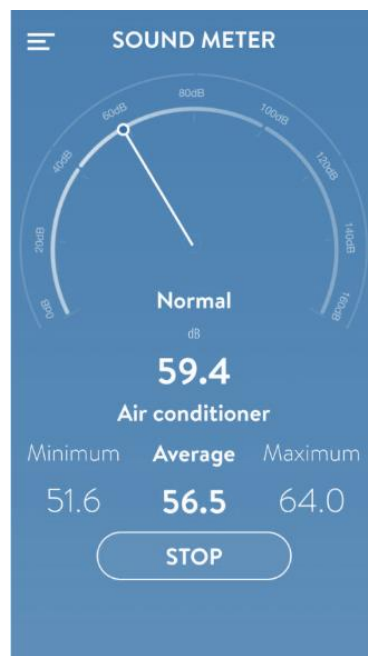 SOUND METER
0dB
20dB
40dB
60dB
80dB
100dB
120dB
140dB
160dB
Normal
dB
59.4
Air conditioner
Minimum Average Maximum
51.6 56.5 64.0
STOP